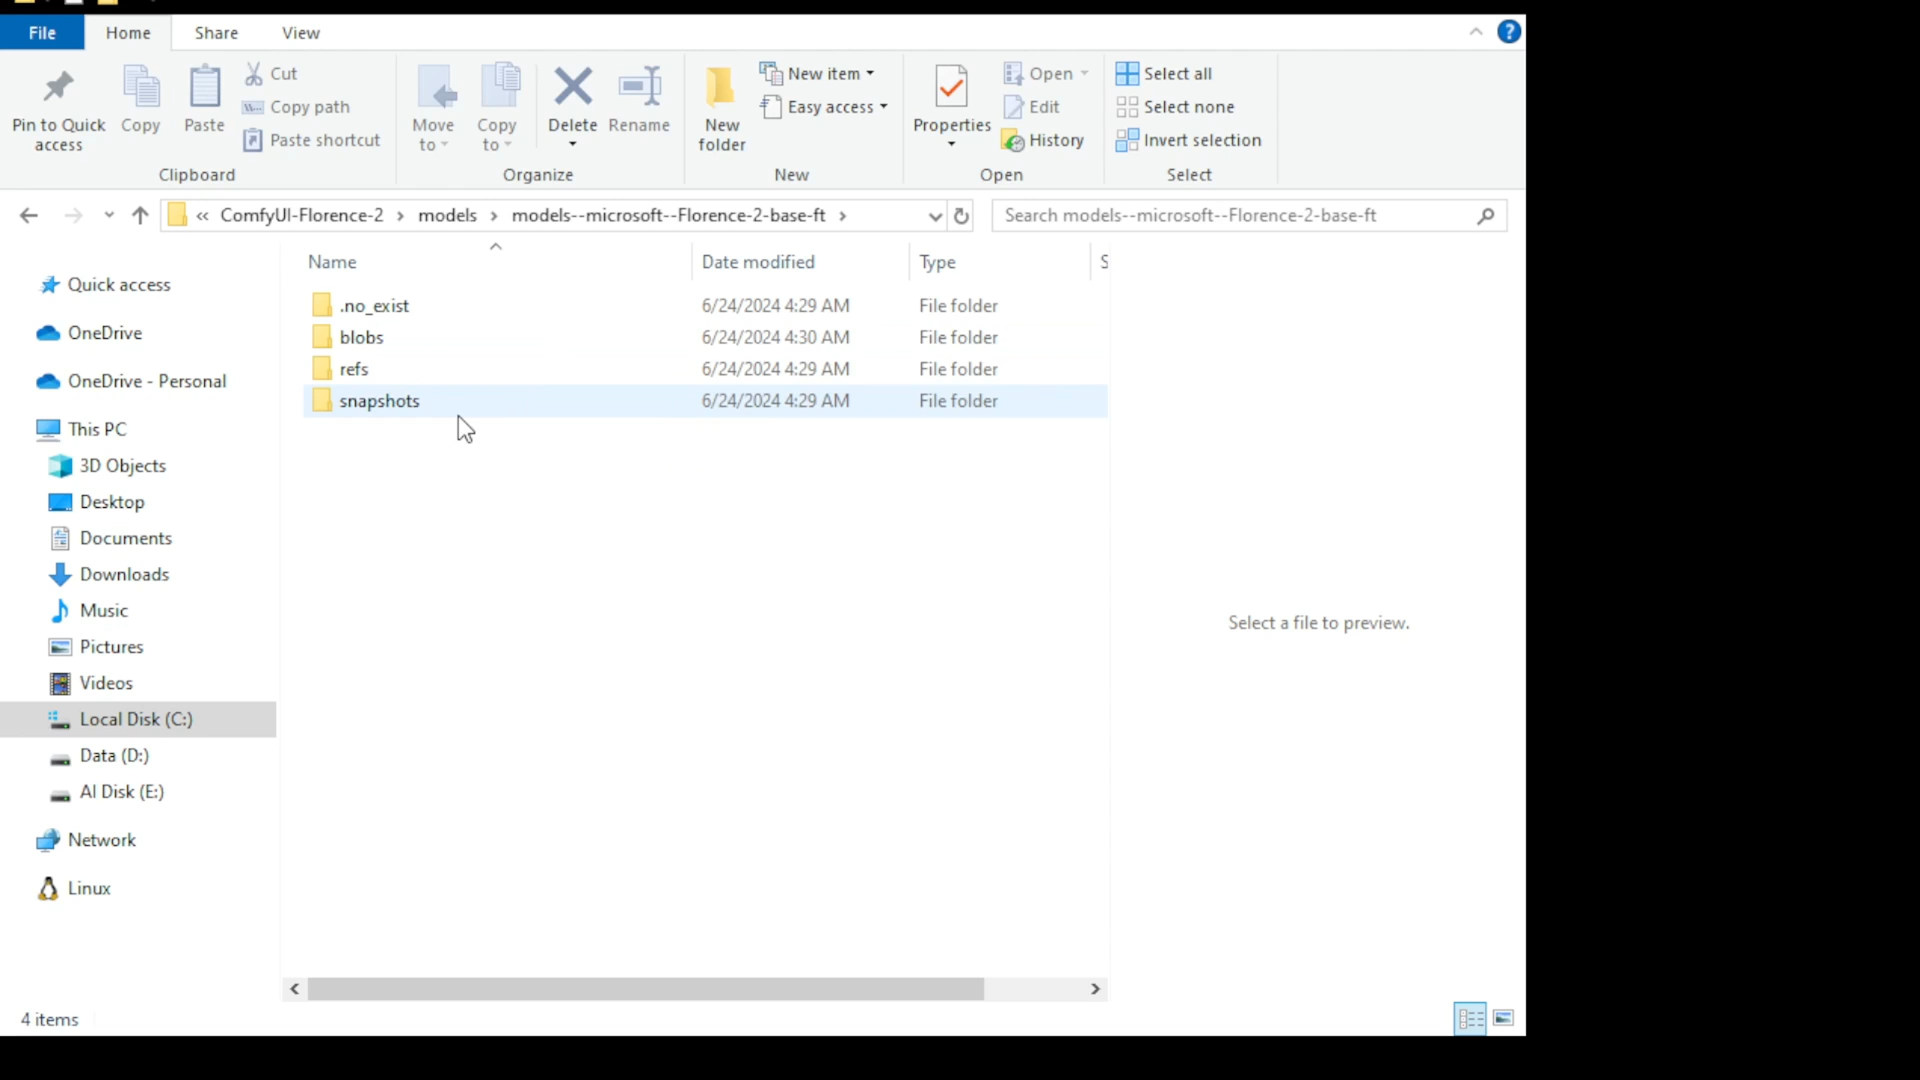 File Home Share View
Pin to Quick access
Copy
Paste
Cut
Copy path
Paste shortcut
Clipboard
Move to
Copy to
Delete
Rename
Organize
New folder
New item
Easy access
New
Properties
Open
Edit
History
Open
Select all
Select none
Invert selection
Select
« ComfyUI-Florence-2 › models › models--microsoft--Florence-2-base-ft ›
Search models--microsoft--Florence-2-base-ft
Quick access
OneDrive
OneDrive - Personal
This PC
3D Objects
Desktop
Documents
Downloads
Music
Pictures
Videos
Local Disk (C:)
Data (D:)
AI Disk (E:)
Network
Linux
Name Date modified Type S
.no_exist 6/24/2024 4:29 AM File folder
blobs 6/24/2024 4:30 AM File folder
refs 6/24/2024 4:29 AM File folder
snapshots 6/24/2024 4:29 AM File folder
Select a file to preview.
4 items